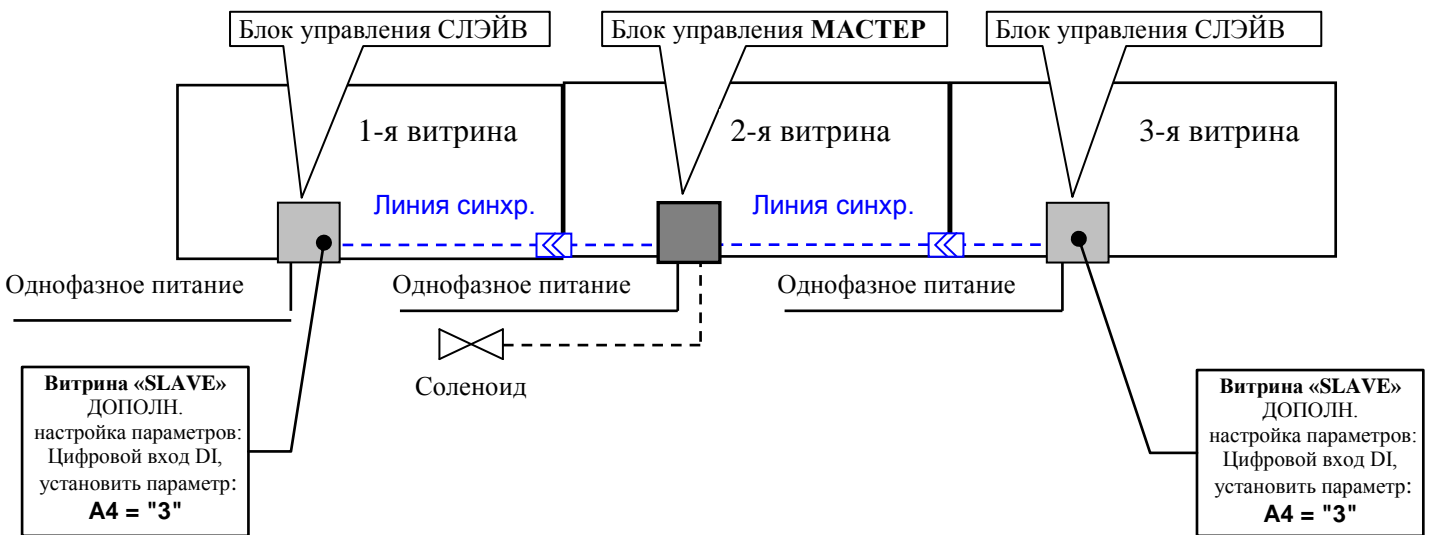 Блок управления СЛЭЙВ
Блок управления МАСТЕР
Блок управления СЛЭЙВ
1-я витрина
2-я витрина
3-я витрина
Линия синхр.
Линия синхр.
Однофазное питание
Однофазное питание
Однофазное питание
Соленоид
Витрина «SLAVE»
ДОПОЛН.
настройка параметров:
Цифровой вход DI,
установить параметр:
A4 = "3"
Витрина «SLAVE»
ДОПОЛН.
настройка параметров:
Цифровой вход DI,
установить параметр:
A4 = "3"